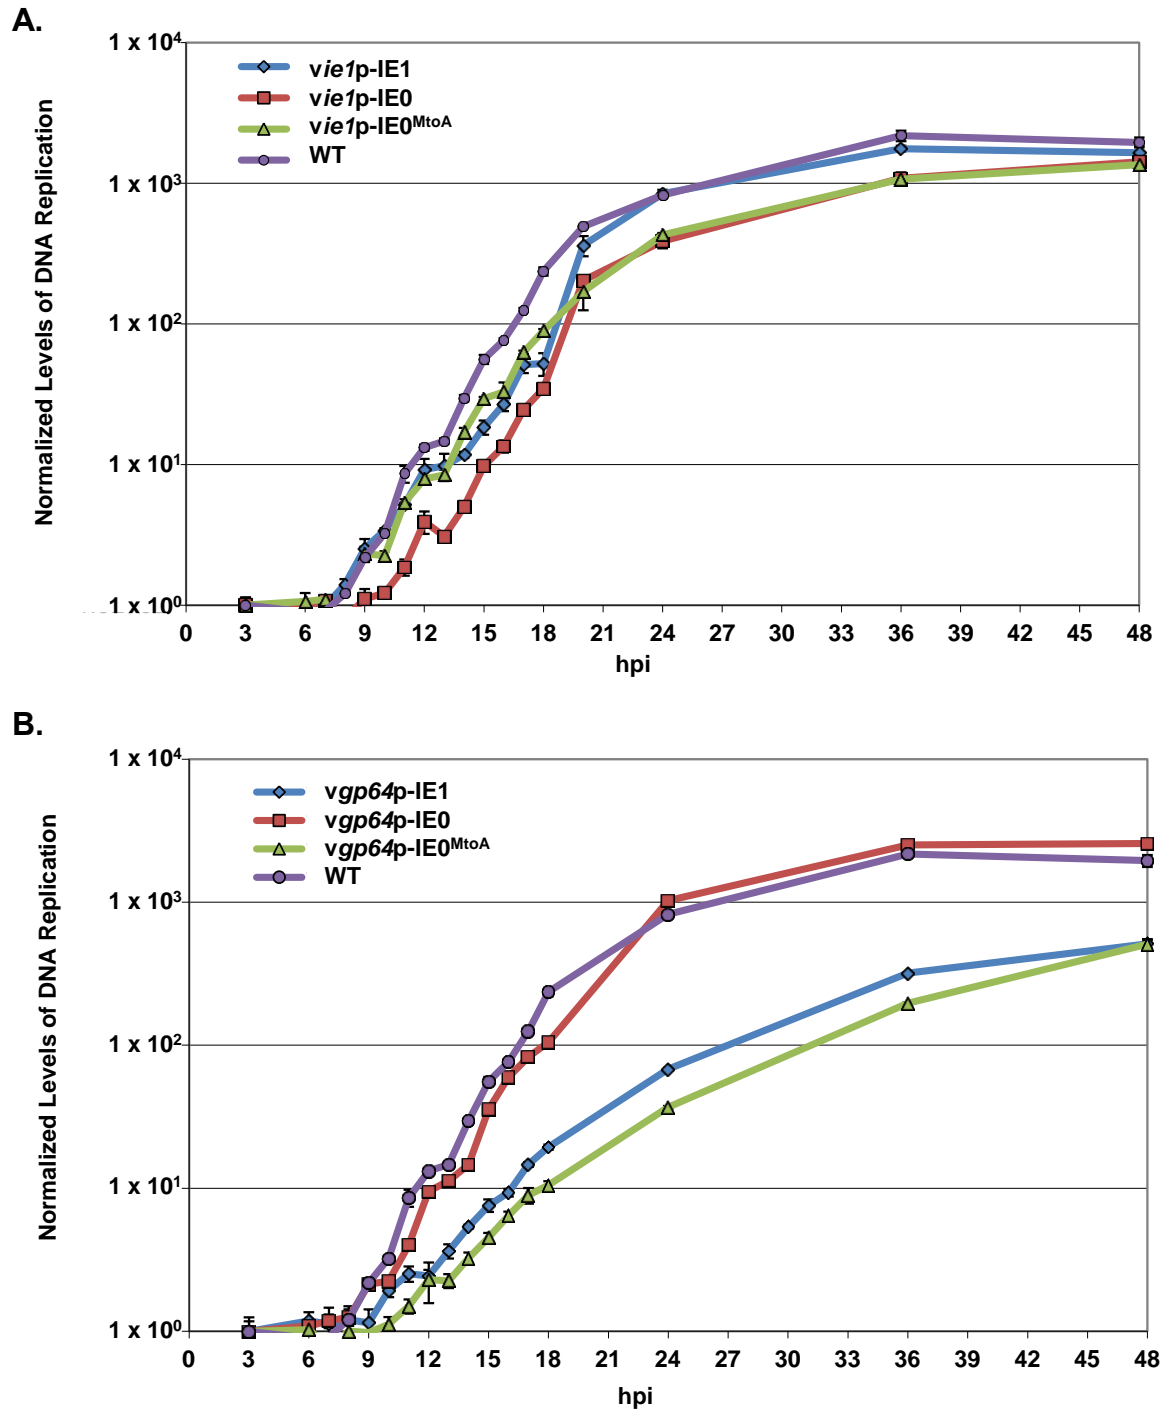 A.
1 x 10⁴
1 x 10³
1 x 10²
1 x 10¹
1 x 10⁰
Normalized Levels of DNA Replication
vie1p-IE1
vie1p-IE0
vie1p-IE0ᴹᵗᵒᴬ
WT
0 3 6 9 12 15 18 21 24 27 30 33 36 39 42 45 48
hpi
B.
1 x 10⁴
1 x 10³
1 x 10²
1 x 10¹
1 x 10⁰
Normalized Levels of DNA Replication
vgp64p-IE1
vgp64p-IE0
vgp64p-IE0ᴹᵗᵒᴬ
WT
0 3 6 9 12 15 18 21 24 27 30 33 36 39 42 45 48
hpi